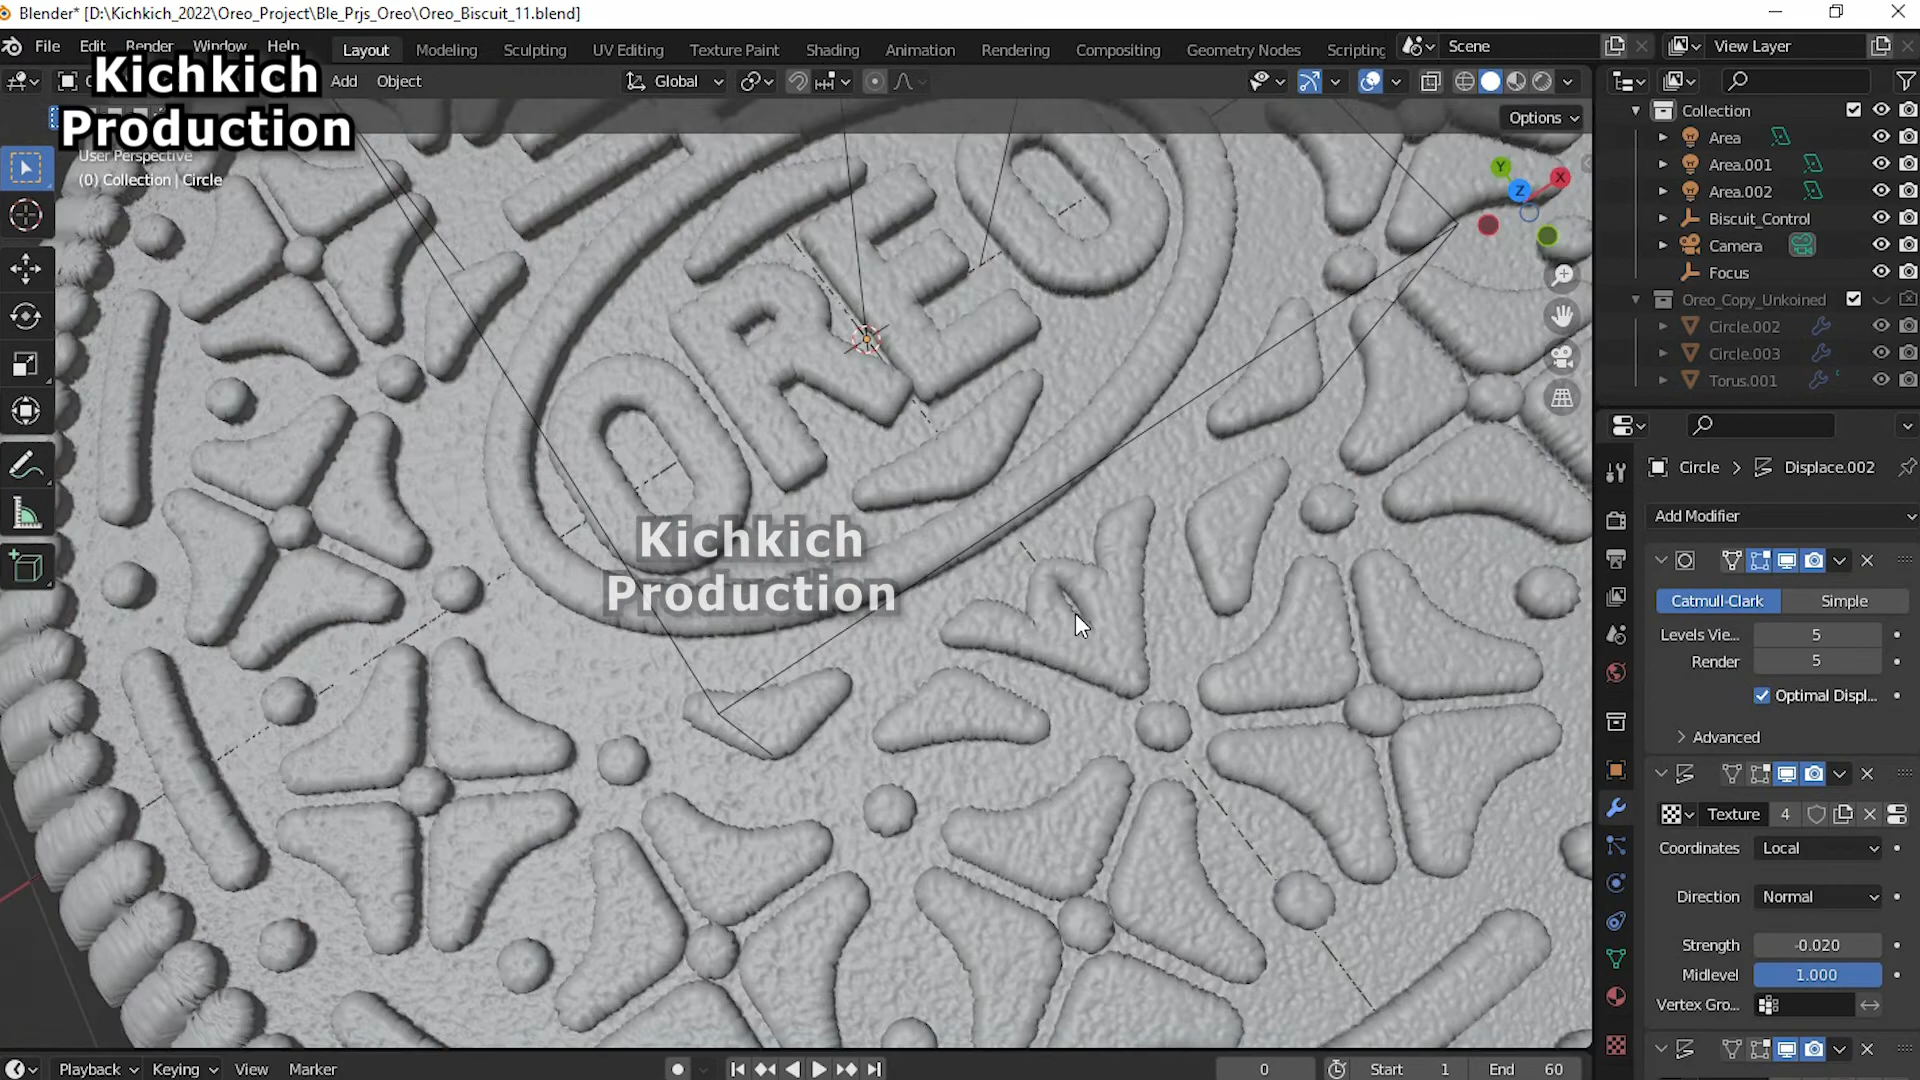 Blender* [D:\Kichkich_2022\Oreo_Project\Ble_Prjs_Oreo\Oreo_Biscuit_11.blend]
File Edit Render Window Help Layout Modeling Sculpting UV Editing Texture Paint Shading Animation Rendering Compositing Geometry Nodes Scripting Scene View Layer
Add Object Global
Kichkich
Production
Options
User Perspective
(0) Collection | Circle
Collection
Area
Area.001
Area.002
Biscuit_Control
Camera
Focus
Oreo_Copy_Unkoined
Circle.002
Circle.003
Torus.001
OREO
Kichkich
Production
Circle > Displace.002
Add Modifier
Catmull-Clark Simple
Levels Vie... 5
Render 5
Optimal Displ...
Advanced
Texture 4
Coordinates Local
Direction Normal
Strength -0.020
Midlevel 1.000
Vertex Gro...
Playback Keying View Marker 0 Start 1 End 60
X
Y
Z